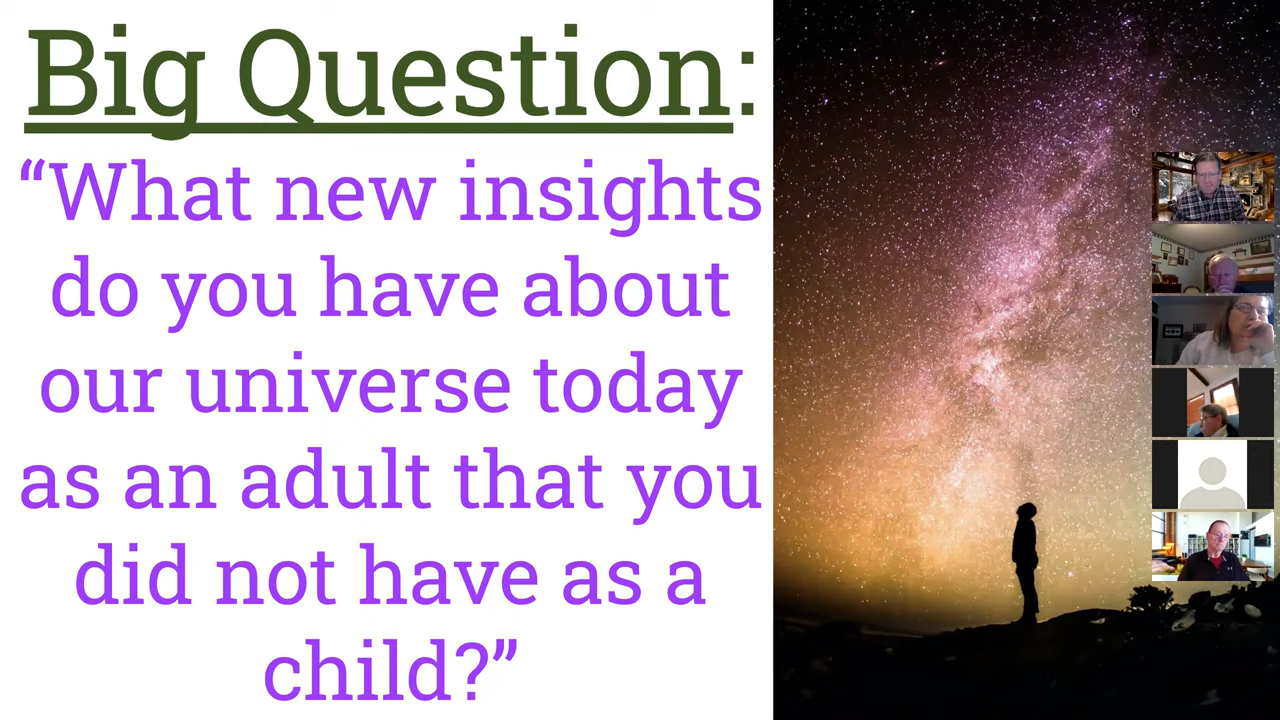 Big Question:
“What new insights
do you have about
our universe today
as an adult that you
did not have as a
child?”